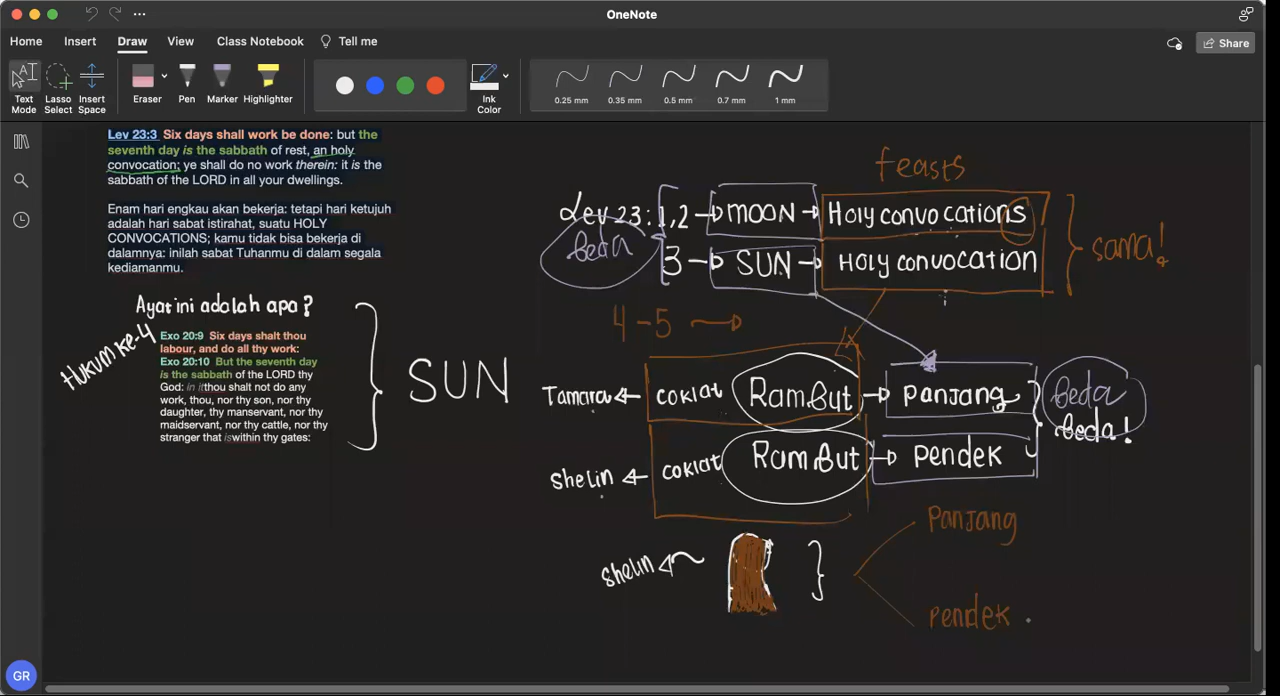 OneNote
Home Insert Draw View Class Notebook Tell me
Share
Text Mode
Lasso Select
Insert Space
Eraser
Pen
Marker
Highlighter
Ink Color
0.25 mm
0.35 mm
0.5 mm
0.7 mm
1 mm
Lev 23:3 Six days shall work be done: but the
seventh day is the sabbath of rest, an holy
convocation; ye shall do no work therein: it is the
sabbath of the LORD in all your dwellings.
Enam hari engkau akan bekerja: tetapi hari ketujuh
adalah hari sabat istirahat, suatu HOLY
CONVOCATIONS; kamu tidak bisa bekerja di
dalamnya: inilah sabat Tuhanmu di dalam segala
kediamanmu.
Ayat ini adalah apa?
Hukum ke-4
Exo 20:9 Six days shalt thou
labour, and do all thy work:
Exo 20:10 But the seventh day
is the sabbath of the LORD thy
God: in itthou shalt not do any
work, thou, nor thy son, nor thy
daughter, thy manservant, nor thy
maidservant, nor thy cattle, nor thy
stranger that iswithin thy gates:
SUN
feasts
Lev 23:1,2 → MOON → Holy convocations
Beda
3 → SUN → Holy convocation
sama!
4-5 →
Tamara ← coklat Rambut → panjang
Beda
Beda!
shelin ← coklat Rambut → pendek
shelin
panjang
pendek
GR